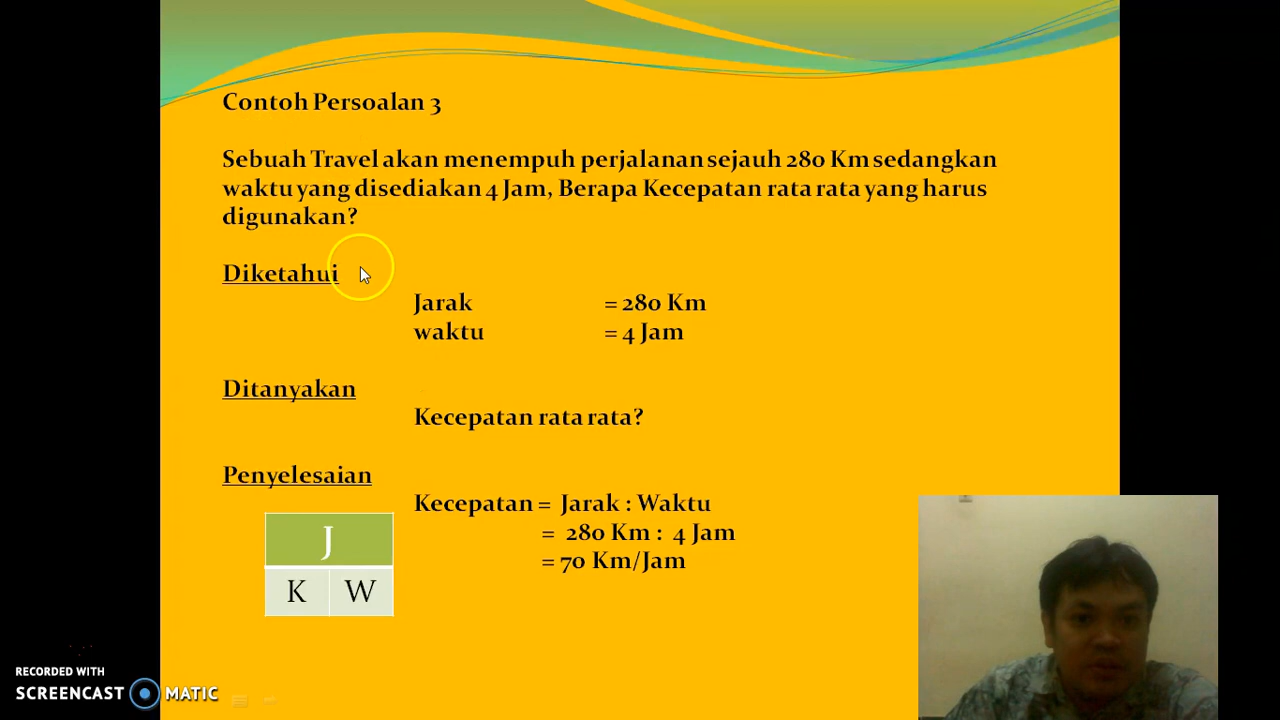 Contoh Persoalan 3
Sebuah Travel akan menempuh perjalanan sejauh 280 Km sedangkan
waktu yang disediakan 4 Jam, Berapa Kecepatan rata rata yang harus
digunakan?
Diketahui
Jarak = 280 Km
waktu = 4 Jam
Ditanyakan
Kecepatan rata rata?
Penyelesaian
Kecepatan = Jarak : Waktu
= 280 Km : 4 Jam
= 70 Km/Jam
J
K W
RECORDED WITH
SCREENCAST MATIC